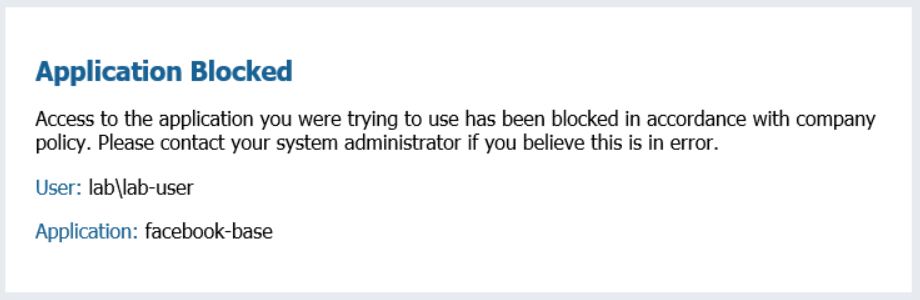 Application Blocked
Access to the application you were trying to use has been blocked in accordance with company
policy. Please contact your system administrator if you believe this is in error.
User: lab\lab-user
Application: facebook-base